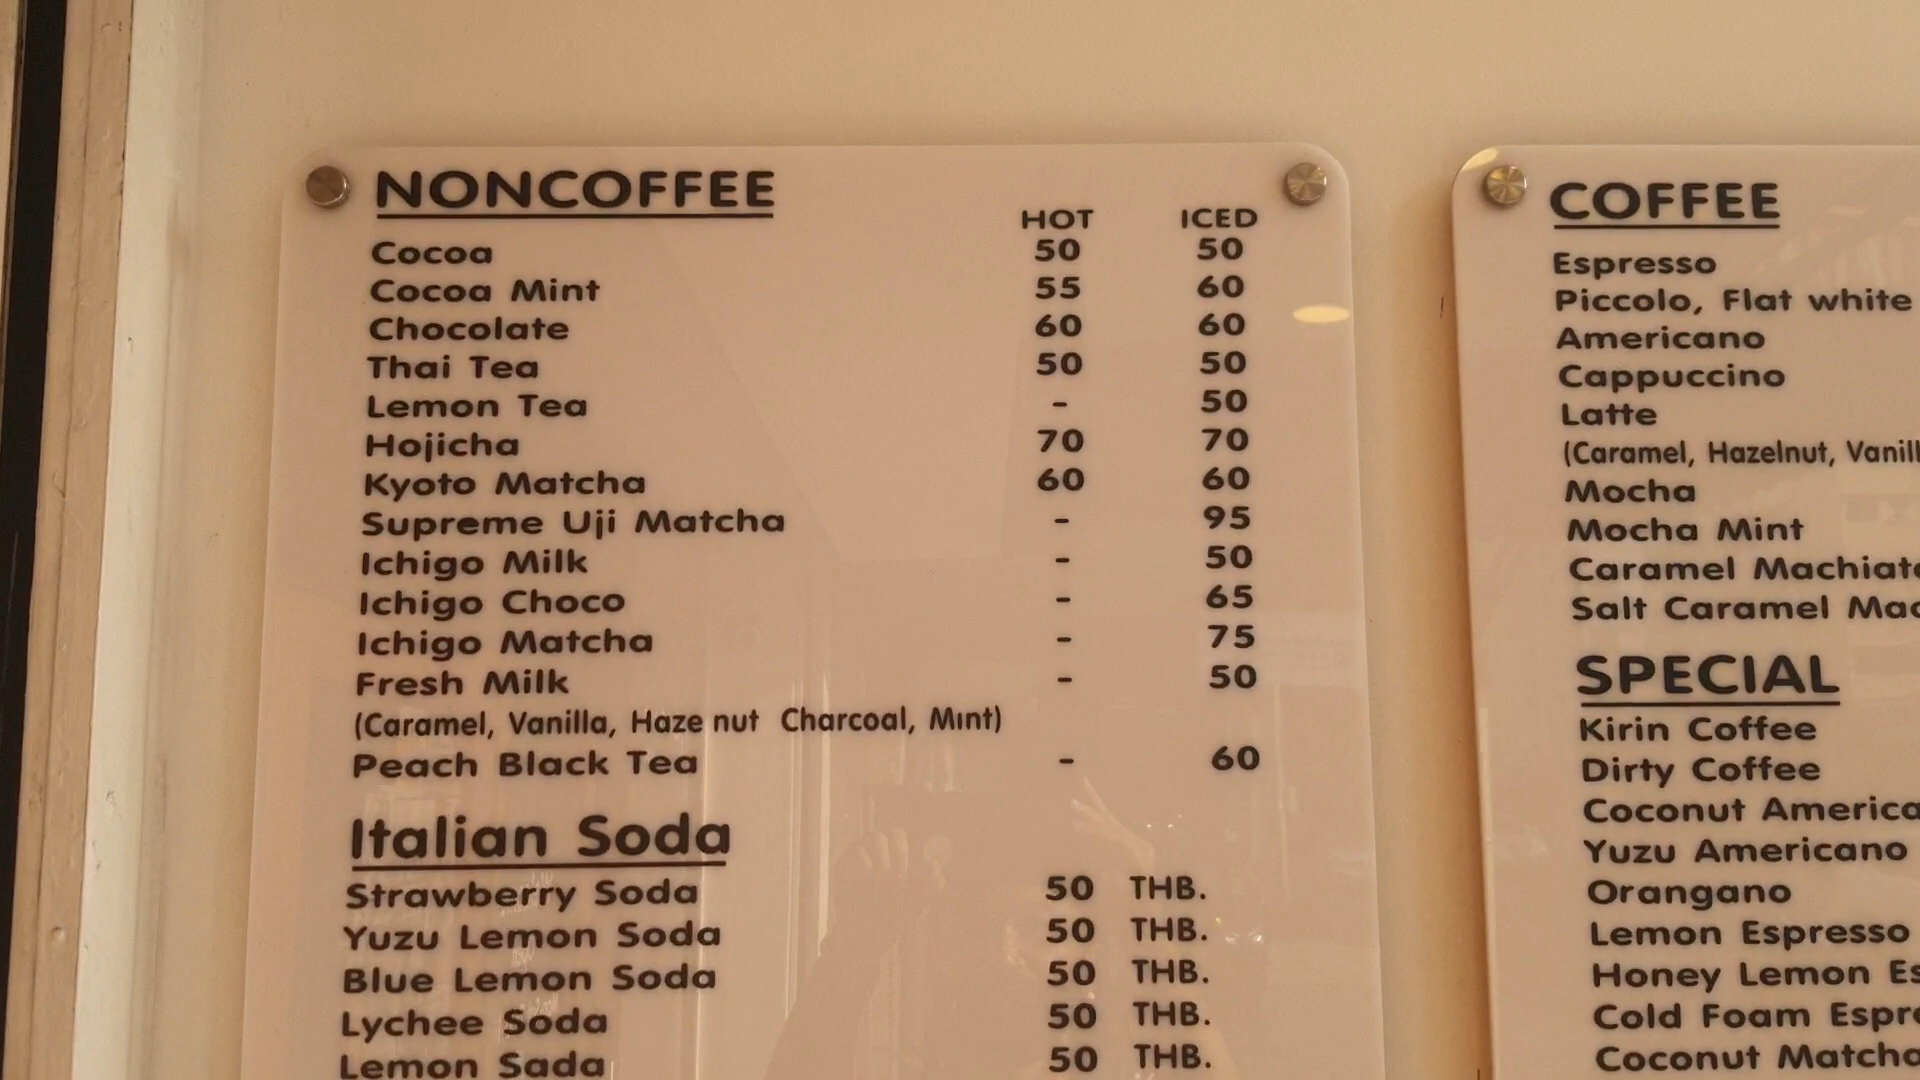 NONCOFFEE
HOT ICED
Cocoa 50 50
Cocoa Mint 55 60
Chocolate 60 60
Thai Tea 50 50
Lemon Tea - 50
Hojicha 70 70
Kyoto Matcha 60 60
Supreme Uji Matcha - 95
Ichigo Milk - 50
Ichigo Choco - 65
Ichigo Matcha - 75
Fresh Milk - 50
(Caramel, Vanilla, Haze nut Charcoal, Mint)
Peach Black Tea - 60
Italian Soda
Strawberry Soda 50 THB.
Yuzu Lemon Soda 50 THB.
Blue Lemon Soda 50 THB.
Lychee Soda 50 THB.
Lemon Sada 50 THB.
COFFEE
Espresso
Piccolo, Flat white
Americano
Cappuccino
Latte
(Caramel, Hazelnut, Vanill
Mocha
Mocha Mint
Caramel Machiato
Salt Caramel Mac
SPECIAL
Kirin Coffee
Dirty Coffee
Coconut America
Yuzu Americano
Orangano
Lemon Espresso
Honey Lemon Es
Cold Foam Espre
Coconut Matcha